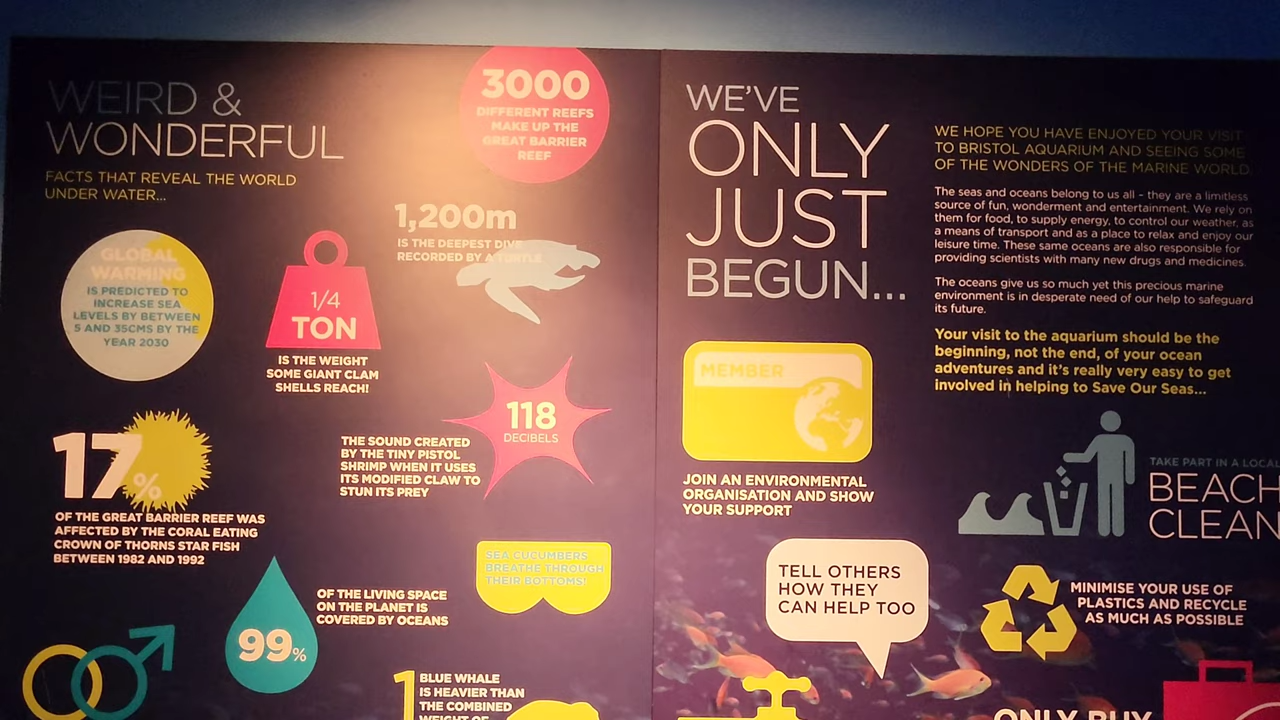 WEIRD &
WONDERFUL
FACTS THAT REVEAL THE WORLD
UNDER WATER...
3000
DIFFERENT REEFS
MAKE UP THE
GREAT BARRIER
REEF
1,200m
IS THE DEEPEST DIVE
RECORDED BY A TURTLE
GLOBAL
WARMING
IS PREDICTED TO
INCREASE SEA
LEVELS BY BETWEEN
5 AND 35CMS BY THE
YEAR 2030
1/4
TON
IS THE WEIGHT
SOME GIANT CLAM
SHELLS REACH!
118
DECIBELS
THE SOUND CREATED
BY THE TINY PISTOL
SHRIMP WHEN IT USES
ITS MODIFIED CLAW TO
STUN ITS PREY
17%
OF THE GREAT BARRIER REEF WAS
AFFECTED BY THE CORAL EATING
CROWN OF THORNS STAR FISH
BETWEEN 1982 AND 1992
SEA CUCUMBERS
BREATHE THROUGH
THEIR BOTTOMS!
99%
OF THE LIVING SPACE
ON THE PLANET IS
COVERED BY OCEANS
1
BLUE WHALE
IS HEAVIER THAN
THE COMBINED
WEIGHT OF
WE'VE
ONLY
JUST
BEGUN...
WE HOPE YOU HAVE ENJOYED YOUR VISIT
TO BRISTOL AQUARIUM AND SEEING SOME
OF THE WONDERS OF THE MARINE WORLD.
The seas and oceans belong to us all - they are a limitless
source of fun, wonderment and entertainment. We rely on
them for food, to supply energy, to control our weather, as
a means of transport and as a place to relax and enjoy our
leisure time. These same oceans are also responsible for
providing scientists with many new drugs and medicines.
The oceans give us so much yet this precious marine
environment is in desperate need of our help to safeguard
its future.
Your visit to the aquarium should be the
beginning, not the end, of your ocean
adventures and it's really very easy to get
involved in helping to Save Our Seas...
MEMBER
JOIN AN ENVIRONMENTAL
ORGANISATION AND SHOW
YOUR SUPPORT
TAKE PART IN A LOCAL
BEACH
CLEAN
TELL OTHERS
HOW THEY
CAN HELP TOO
MINIMISE YOUR USE OF
PLASTICS AND RECYCLE
AS MUCH AS POSSIBLE
ONLY BUY